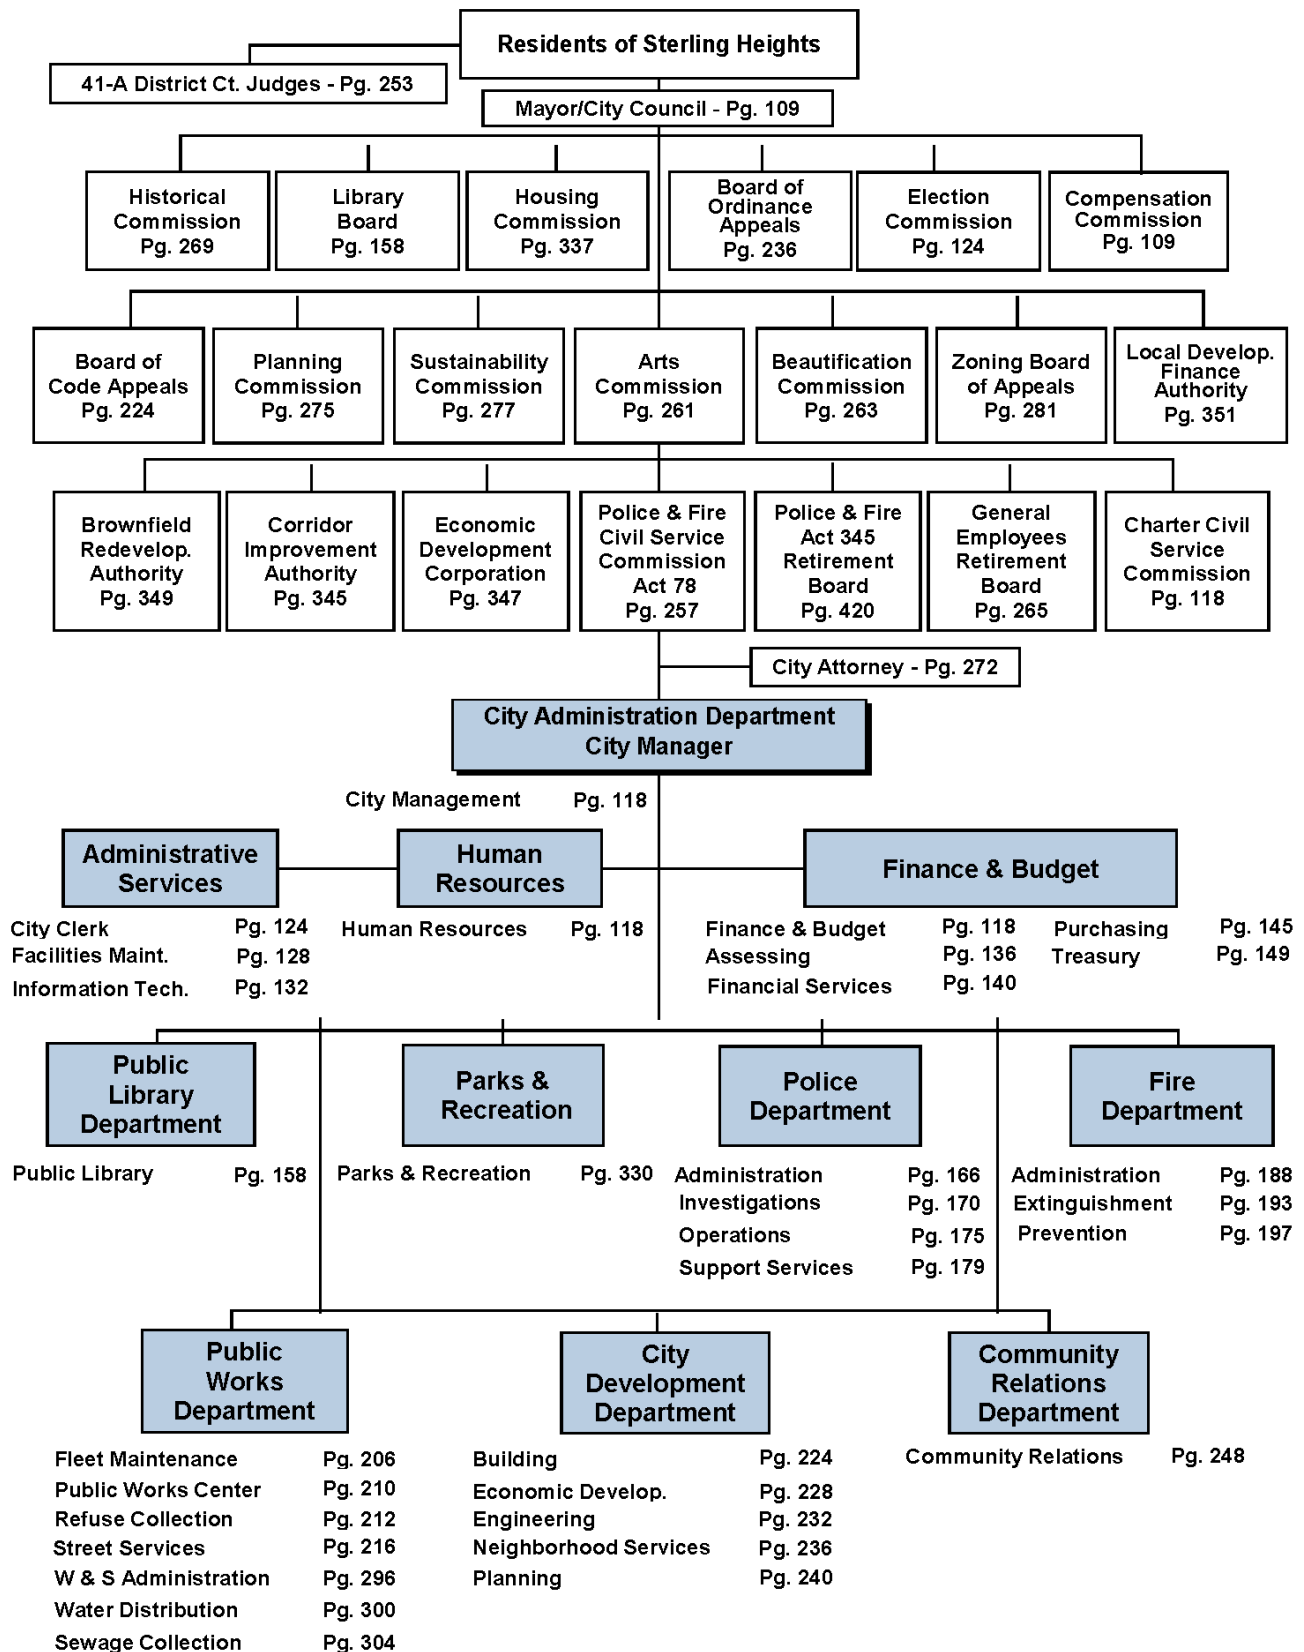 Residents of Sterling Heights
41-A District Ct. Judges - Pg. 253
Mayor/City Council - Pg. 109
Historical
Commission
Pg. 269
Library
Board
Pg. 158
Housing
Commission
Pg. 337
Board of
Ordinance
Appeals
Pg. 236
Election
Commission
Pg. 124
Compensation
Commission
Pg. 109
Board of
Code Appeals
Pg. 224
Planning
Commission
Pg. 275
Sustainability
Commission
Pg. 277
Arts
Commission
Pg. 261
Beautification
Commission
Pg. 263
Zoning Board
of Appeals
Pg. 281
Local Develop.
Finance
Authority
Pg. 351
Brownfield
Redevelop.
Authority
Pg. 349
Corridor
Improvement
Authority
Pg. 345
Economic
Development
Corporation
Pg. 347
Police & Fire
Civil Service
Commission
Act 78
Pg. 257
Police & Fire
Act 345
Retirement
Board
Pg. 420
General
Employees
Retirement
Board
Pg. 265
Charter Civil
Service
Commission
Pg. 118
City Attorney - Pg. 272
City Administration Department
City Manager
City Management Pg. 118
Administrative
Services
City Clerk Pg. 124
Facilities Maint. Pg. 128
Information Tech. Pg. 132
Human
Resources
Human Resources Pg. 118
Finance & Budget
Finance & Budget Pg. 118
Assessing Pg. 136
Financial Services Pg. 140
Purchasing Pg. 145
Treasury Pg. 149
Public
Library
Department
Public Library Pg. 158
Parks &
Recreation
Parks & Recreation Pg. 330
Police
Department
Administration Pg. 166
Investigations Pg. 170
Operations Pg. 175
Support Services Pg. 179
Fire
Department
Administration Pg. 188
Extinguishment Pg. 193
Prevention Pg. 197
Public
Works
Department
Fleet Maintenance Pg. 206
Public Works Center Pg. 210
Refuse Collection Pg. 212
Street Services Pg. 216
W & S Administration Pg. 296
Water Distribution Pg. 300
Sewage Collection Pg. 304
City
Development
Department
Building Pg. 224
Economic Develop. Pg. 228
Engineering Pg. 232
Neighborhood Services Pg. 236
Planning Pg. 240
Community
Relations
Department
Community Relations Pg. 248